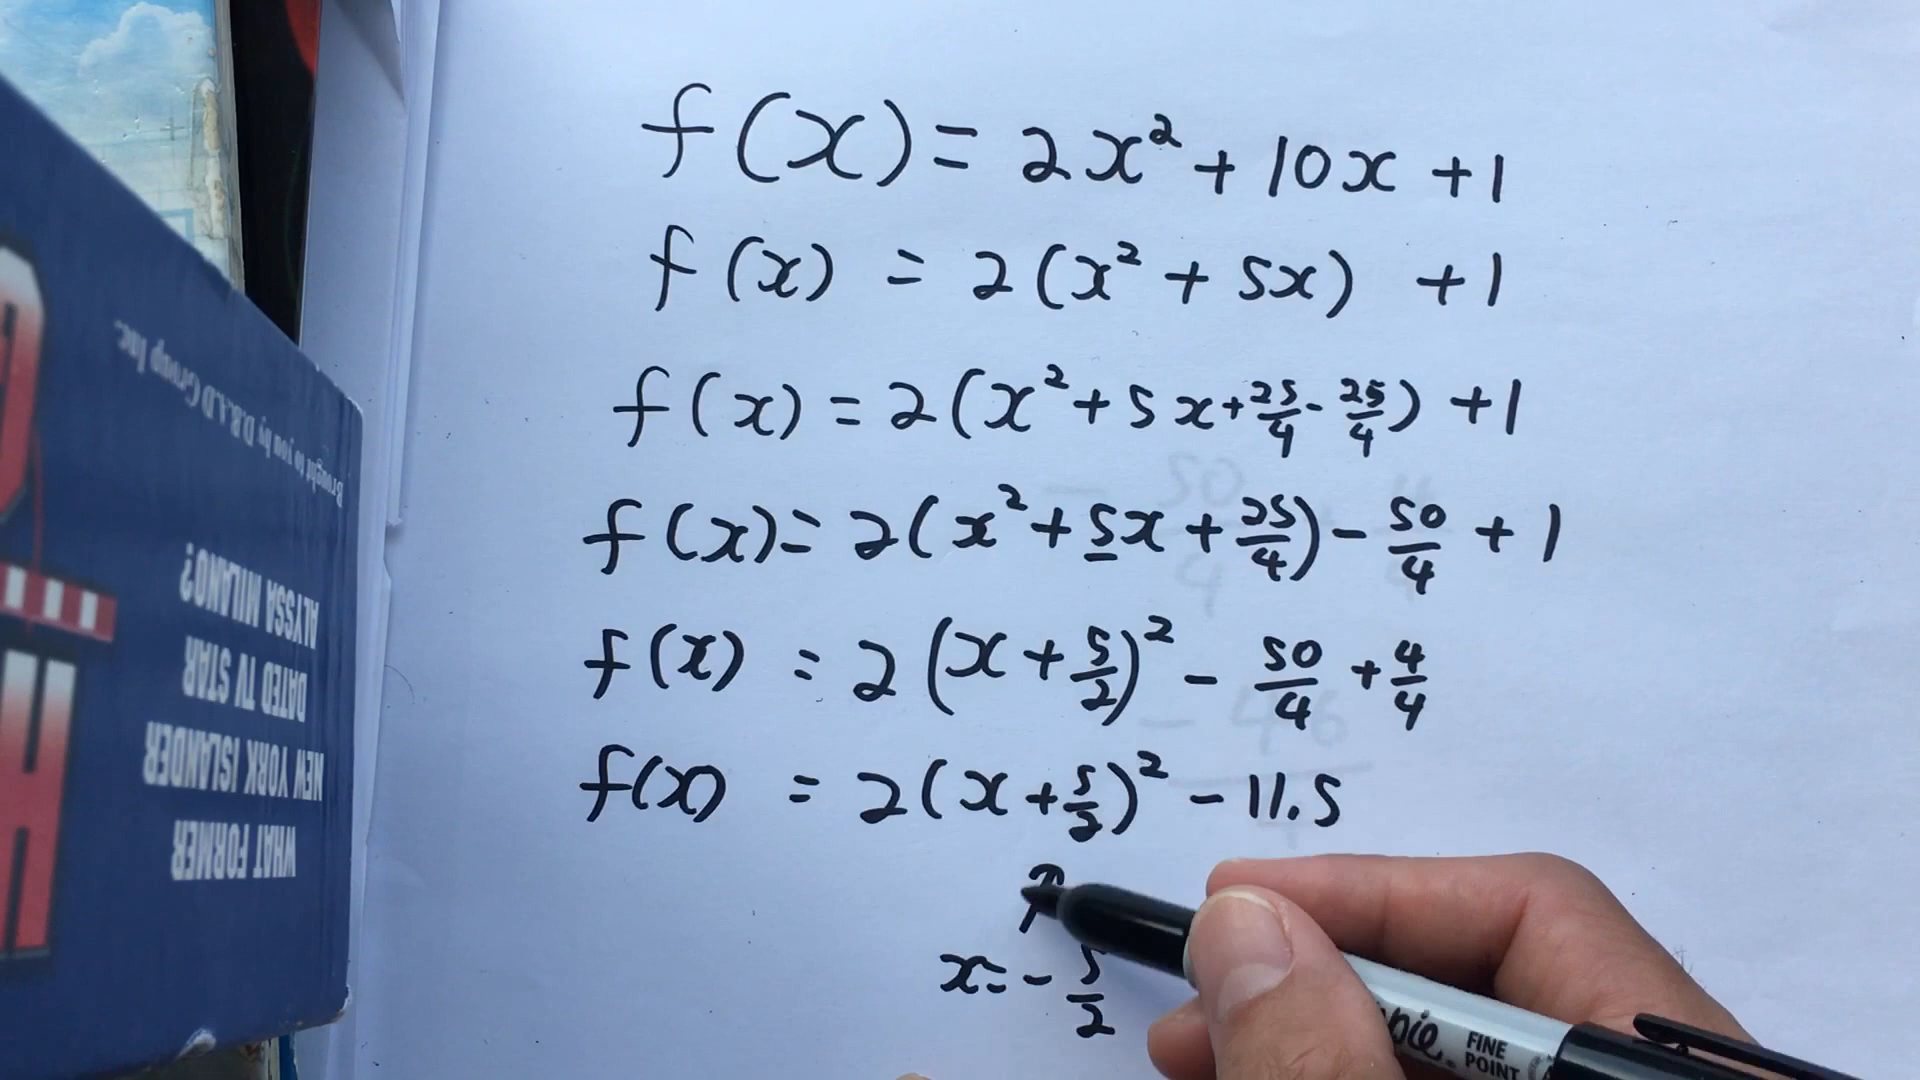 f(x) = 2x² + 10x + 1
f(x) = 2(x² + 5x) + 1
f(x) = 2(x² + 5x + 25/4 - 25/4) + 1
f(x) = 2(x² + 5x + 25/4) - 50/4 + 1
f(x) = 2(x + 5/2)² - 50/4 + 4/4
f(x) = 2(x + 5/2)² - 11.5
↑
x = - 5/2
Brought to you by D.B.A.D Group Inc.
WHAT FORMER
NEW YORK ISLANDER
DATED TV STAR
ALYSSA MILANO?
H
FINE
POINT